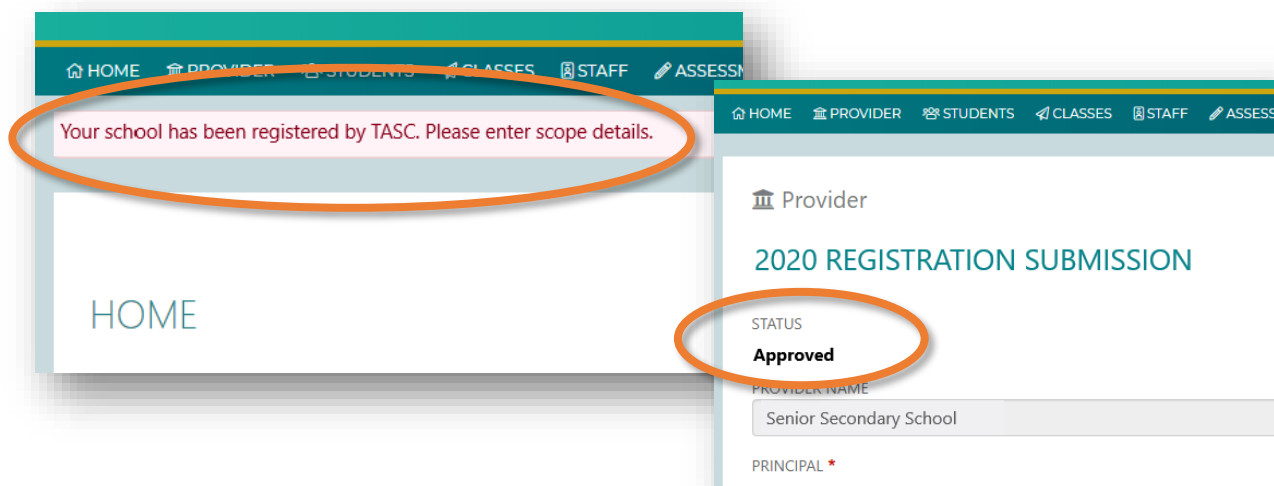 HOME PROVIDER STUDENTS CLASSES STAFF
Your school has been registered by TASC. Please enter scope details.
HOME
HOME PROVIDER STUDENTS CLASSES STAFF ASSESS
Provider
2020 REGISTRATION SUBMISSION
STATUS
Approved
PROVIDER NAME
Senior Secondary School
PRINCIPAL *